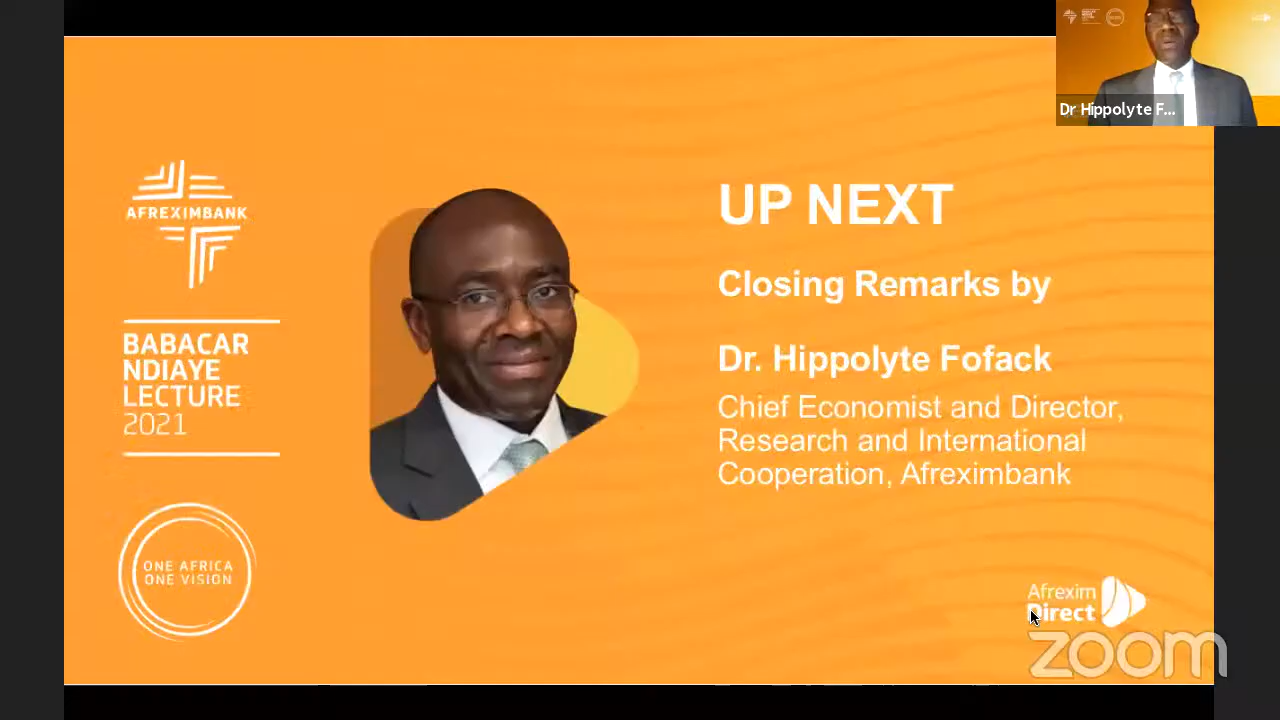 Dr Hippolyte F...
AFREXIMBANK
BABACAR
NDIAYE
LECTURE
2021
ONE AFRICA
ONE VISION
UP NEXT
Closing Remarks by
Dr. Hippolyte Fofack
Chief Economist and Director,
Research and International
Cooperation, Afreximbank
Afrexim
Direct
zoom